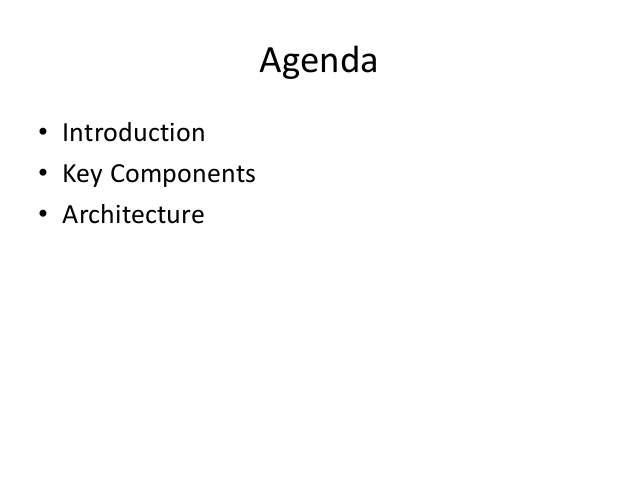 Agenda
• Introduction
• Key Components
• Architecture